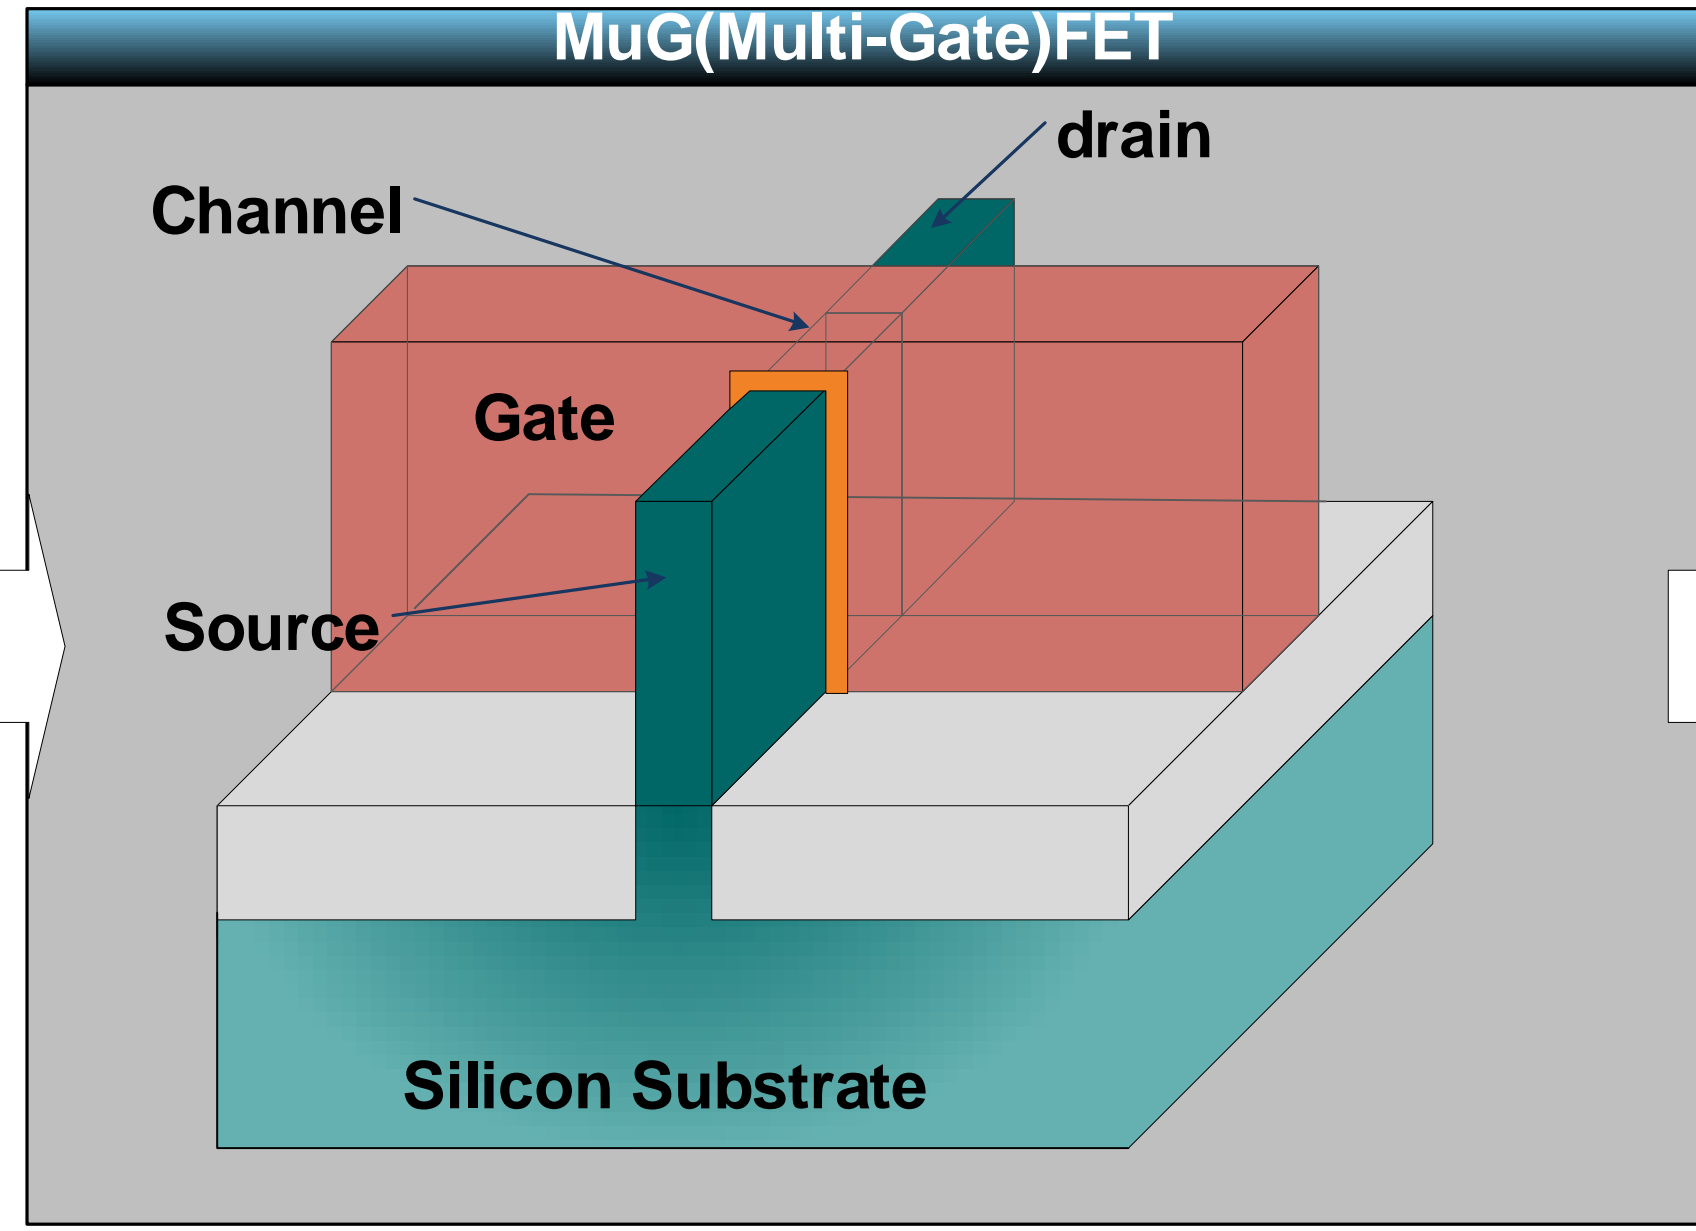 MuG(Multi-Gate)FET
drain
Channel
Gate
Source
Silicon Substrate